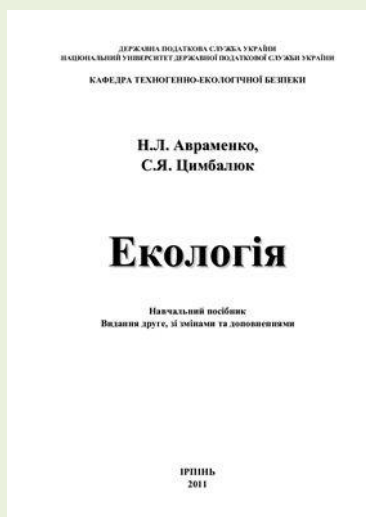 ДЕРЖАВНА ПОДАТКОВА СЛУЖБА УКРАЇНИ
НАЦІОНАЛЬНИЙ УНІВЕРСИТЕТ ДЕРЖАВНОЇ ПОДАТКОВОЇ СЛУЖБИ УКРАЇНИ
КАФЕДРА ТЕХНОГЕННО-ЕКОЛОГІЧНОЇ БЕЗПЕКИ
Н.Л. Авраменко,
С.Я. Цимбалюк
Екологія
Навчальний посібник
Видання друге, зі змінами та доповненнями
ІРПІНЬ
2011